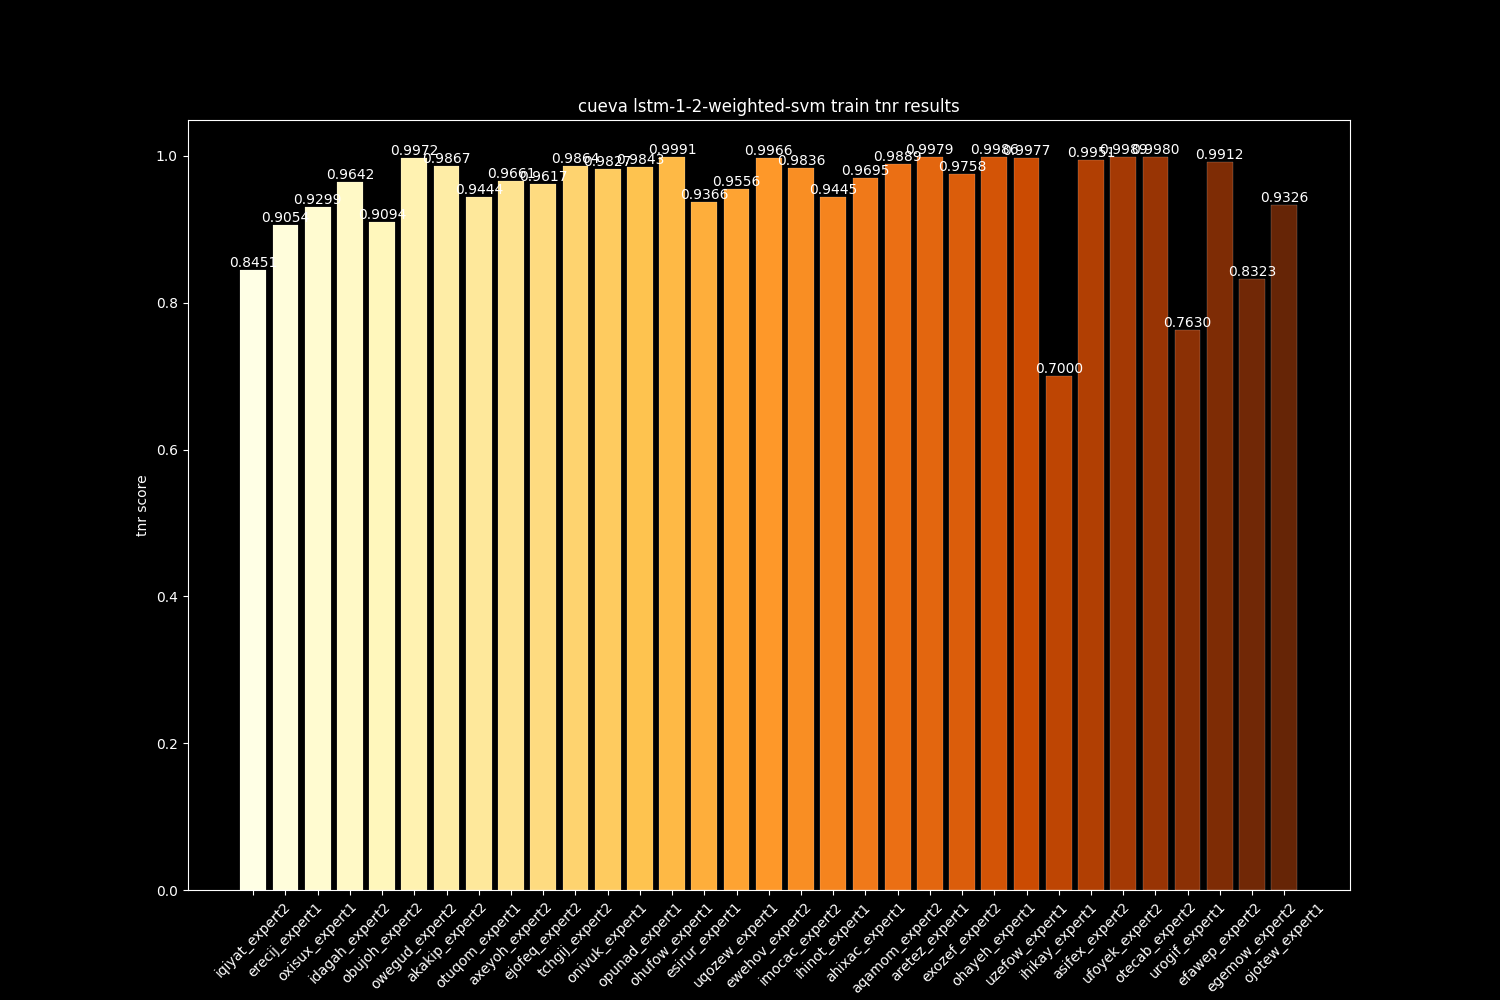 cueva lstm-1-2-weighted-svm train tnr results
tnr score
1.0
0.8
0.6
0.4
0.2
0.0
0.8451
0.9054
0.9299
0.9642
0.9094
0.9972
0.9867
0.9444
0.9661
0.9617
0.9864
0.9827
0.9843
0.9991
0.9366
0.9556
0.9966
0.9836
0.9445
0.9695
0.9889
0.9979
0.9758
0.9986
0.9977
0.7000
0.9951
0.9989
0.9980
0.7630
0.9912
0.8323
0.9326
iqjyat_expert2
erecij_expert1
oxisux_expert1
idagah_expert2
obujoh_expert2
owegud_expert2
akakip_expert2
otuqom_expert1
axeyoh_expert2
ejofeq_expert2
tchgjj_expert2
onivuk_expert1
opunad_expert1
ohufow_expert1
esirur_expert1
uqozew_expert1
ewehov_expert2
imocac_expert2
ihinot_expert1
ahixac_expert1
aqamom_expert2
aretez_expert1
exozef_expert2
ohayeh_expert1
uzefow_expert1
ihikay_expert1
asifex_expert2
ufoyek_expert2
otecab_expert2
urogif_expert1
efawep_expert2
egemow_expert2
ojotew_expert1